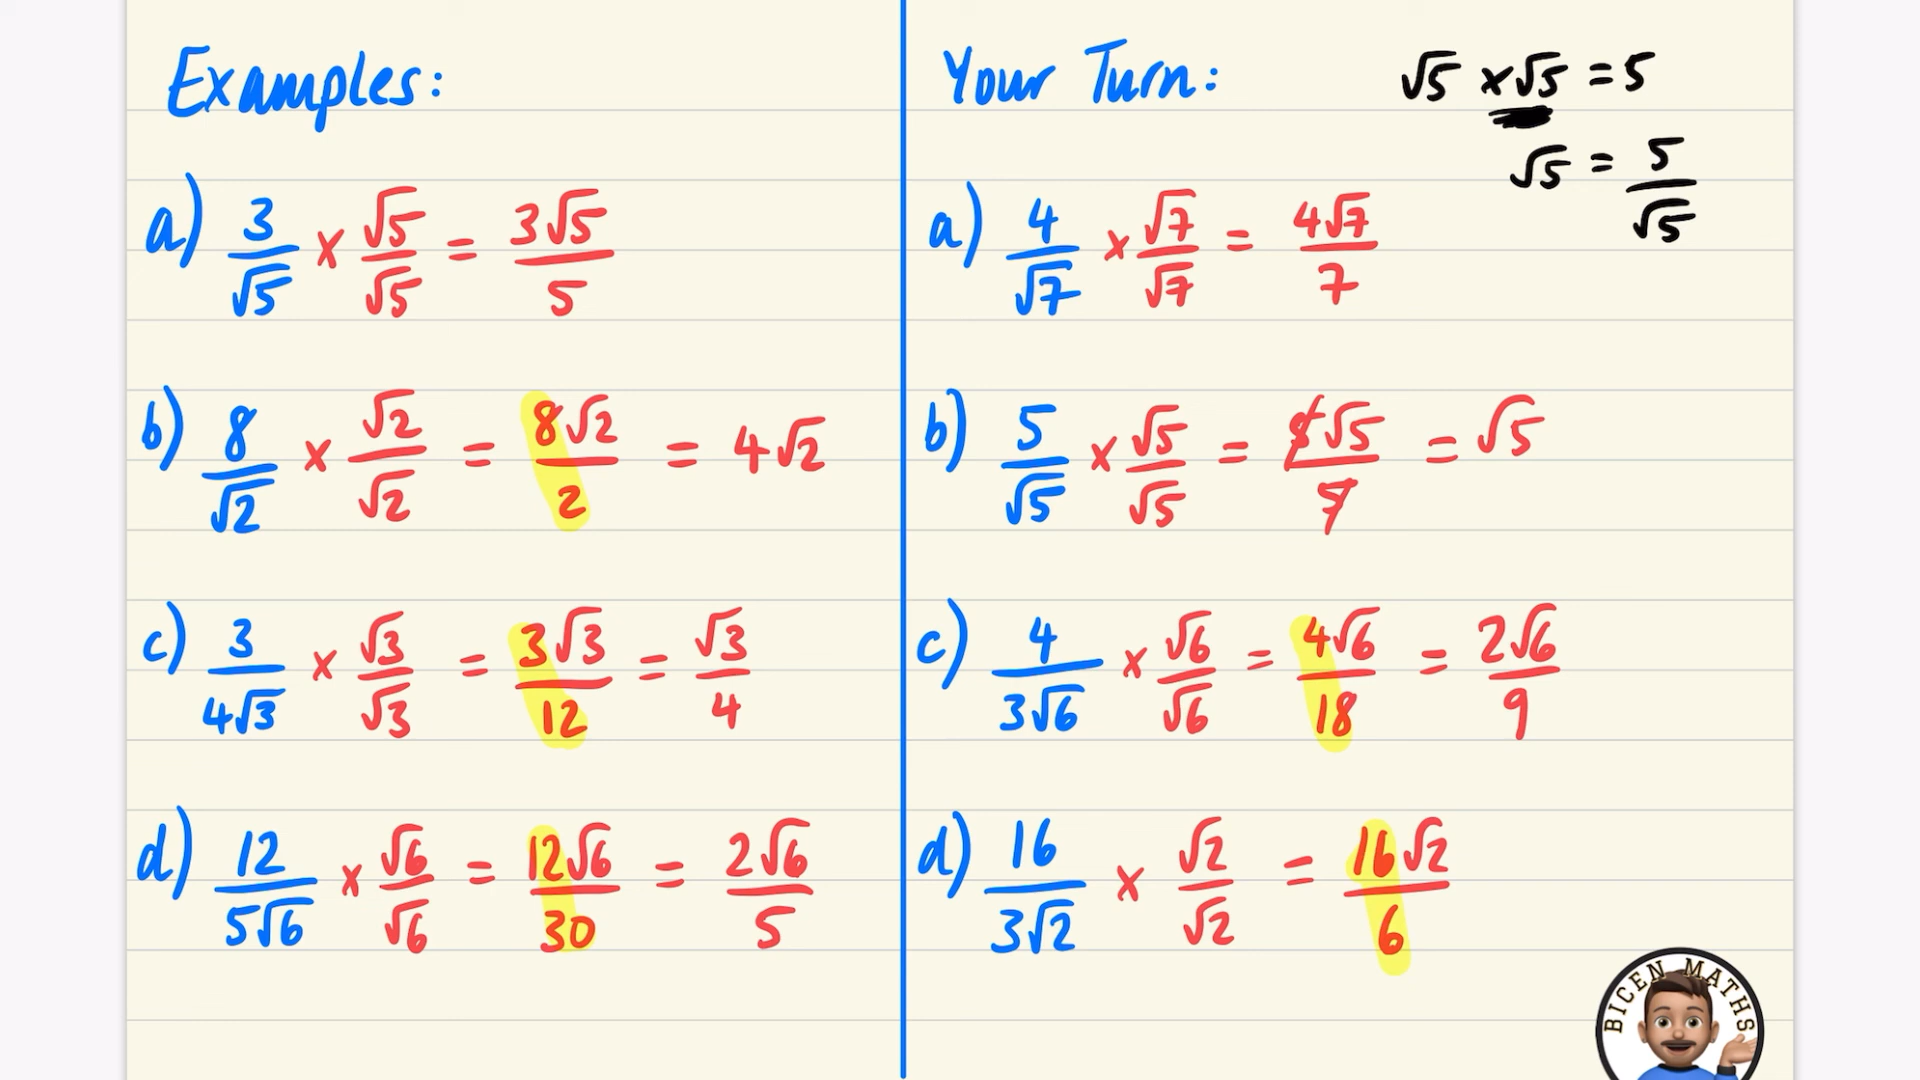 Examples:
a) 3/√5 × √5/√5 = 3√5/5
b) 8/√2 × √2/√2 = 8√2/2 = 4√2
c) 3/4√3 × √3/√3 = 3√3/12 = √3/4
d) 12/5√6 × √6/√6 = 12√6/30 = 2√6/5
Your Turn:
√5 × √5 = 5
√5 = 5/√5
a) 4/√7 × √7/√7 = 4√7/7
b) 5/√5 × √5/√5 = 5√5/5 = √5
c) 4/3√6 × √6/√6 = 4√6/18 = 2√6/9
d) 16/3√2 × √2/√2 = 16√2/6
BICEN MATHS